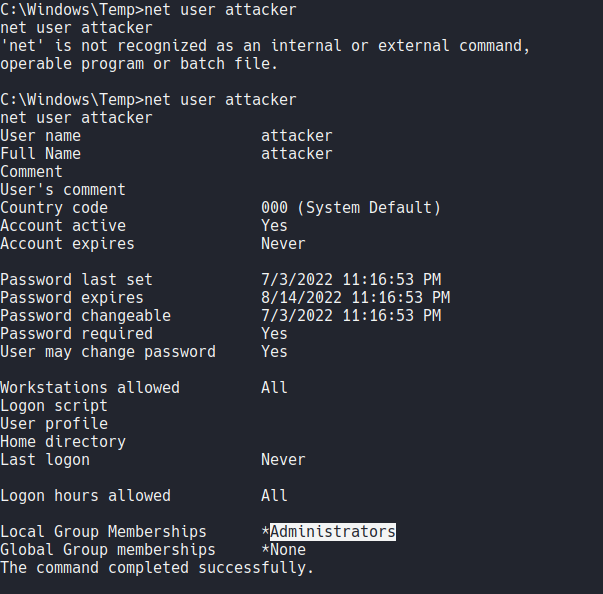 C:\Windows\Temp>net user attacker
net user attacker
'net' is not recognized as an internal or external command,
operable program or batch file.
C:\Windows\Temp>net user attacker
net user attacker
User name                    attacker
Full Name                    attacker
Comment
User's comment
Country code                 000 (System Default)
Account active               Yes
Account expires              Never
Password last set            7/3/2022 11:16:53 PM
Password expires             8/14/2022 11:16:53 PM
Password changeable          7/3/2022 11:16:53 PM
Password required            Yes
User may change password     Yes
Workstations allowed         All
Logon script
User profile
Home directory
Last logon                   Never
Logon hours allowed          All
Local Group Memberships      *Administrators
Global Group memberships     *None
The command completed successfully.